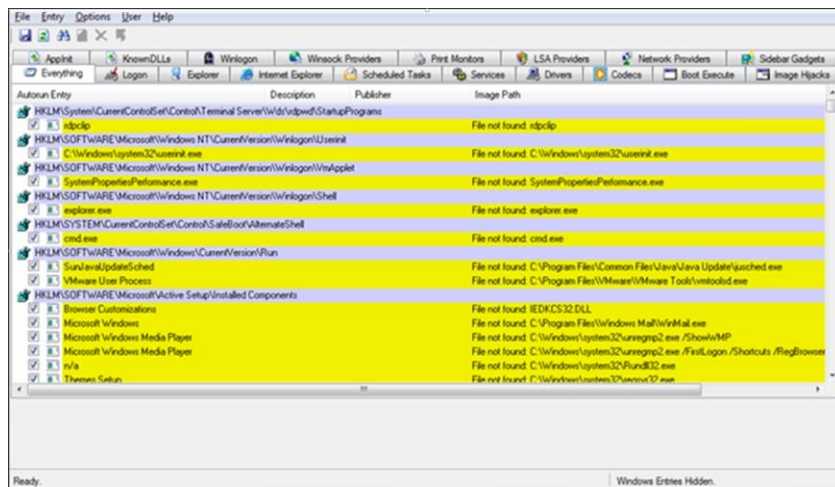 File Entry Options User Help
AppInit KnownDLLs Winlogon Winsock Providers Print Monitors LSA Providers Network Providers Sidebar Gadgets
Everything Logon Explorer Internet Explorer Scheduled Tasks Services Drivers Codecs Boot Execute Image Hijacks
Autorun Entry Description Publisher Image Path
HKLM\System\CurrentControlSet\Control\Terminal Server\Wds\rdpwd\StartupPrograms
rdpclip File not found: rdpclip
HKLM\SOFTWARE\Microsoft\Windows NT\CurrentVersion\Winlogon\Userinit
C:\Windows\system32\userinit.exe File not found: C:\Windows\system32\userinit.exe
HKLM\SOFTWARE\Microsoft\Windows NT\CurrentVersion\Winlogon\VmApplet
SystemPropertiesPerformance.exe File not found: SystemPropertiesPerformance.exe
HKLM\SOFTWARE\Microsoft\Windows NT\CurrentVersion\Winlogon\Shell
explorer.exe File not found: explorer.exe
HKLM\SYSTEM\CurrentControlSet\Control\SafeBoot\AlternateShell
cmd.exe File not found: cmd.exe
HKLM\SOFTWARE\Microsoft\Windows\CurrentVersion\Run
SunJavaUpdateSched File not found: C:\Program Files\Common Files\Java\Java Update\jusched.exe
VMware User Process File not found: C:\Program Files\VMware\VMware Tools\vmtoolsd.exe
HKLM\SOFTWARE\Microsoft\Active Setup\Installed Components
Browser Customizations File not found: IEDKCS32.DLL
Microsoft Windows File not found: C:\Program Files\Windows Mail\WinMail.exe
Microsoft Windows Media Player File not found: C:\Windows\system32\unregmp2.exe /ShowWMP
Microsoft Windows Media Player File not found: C:\Windows\system32\unregmp2.exe /FirstLogon /Shortcuts /RegBrowser
n/a File not found: C:\Windows\system32\Rundll32.exe
Themes Setup File not found: C:\Windows\system32\regsvr32.exe
Ready. Windows Entries Hidden.